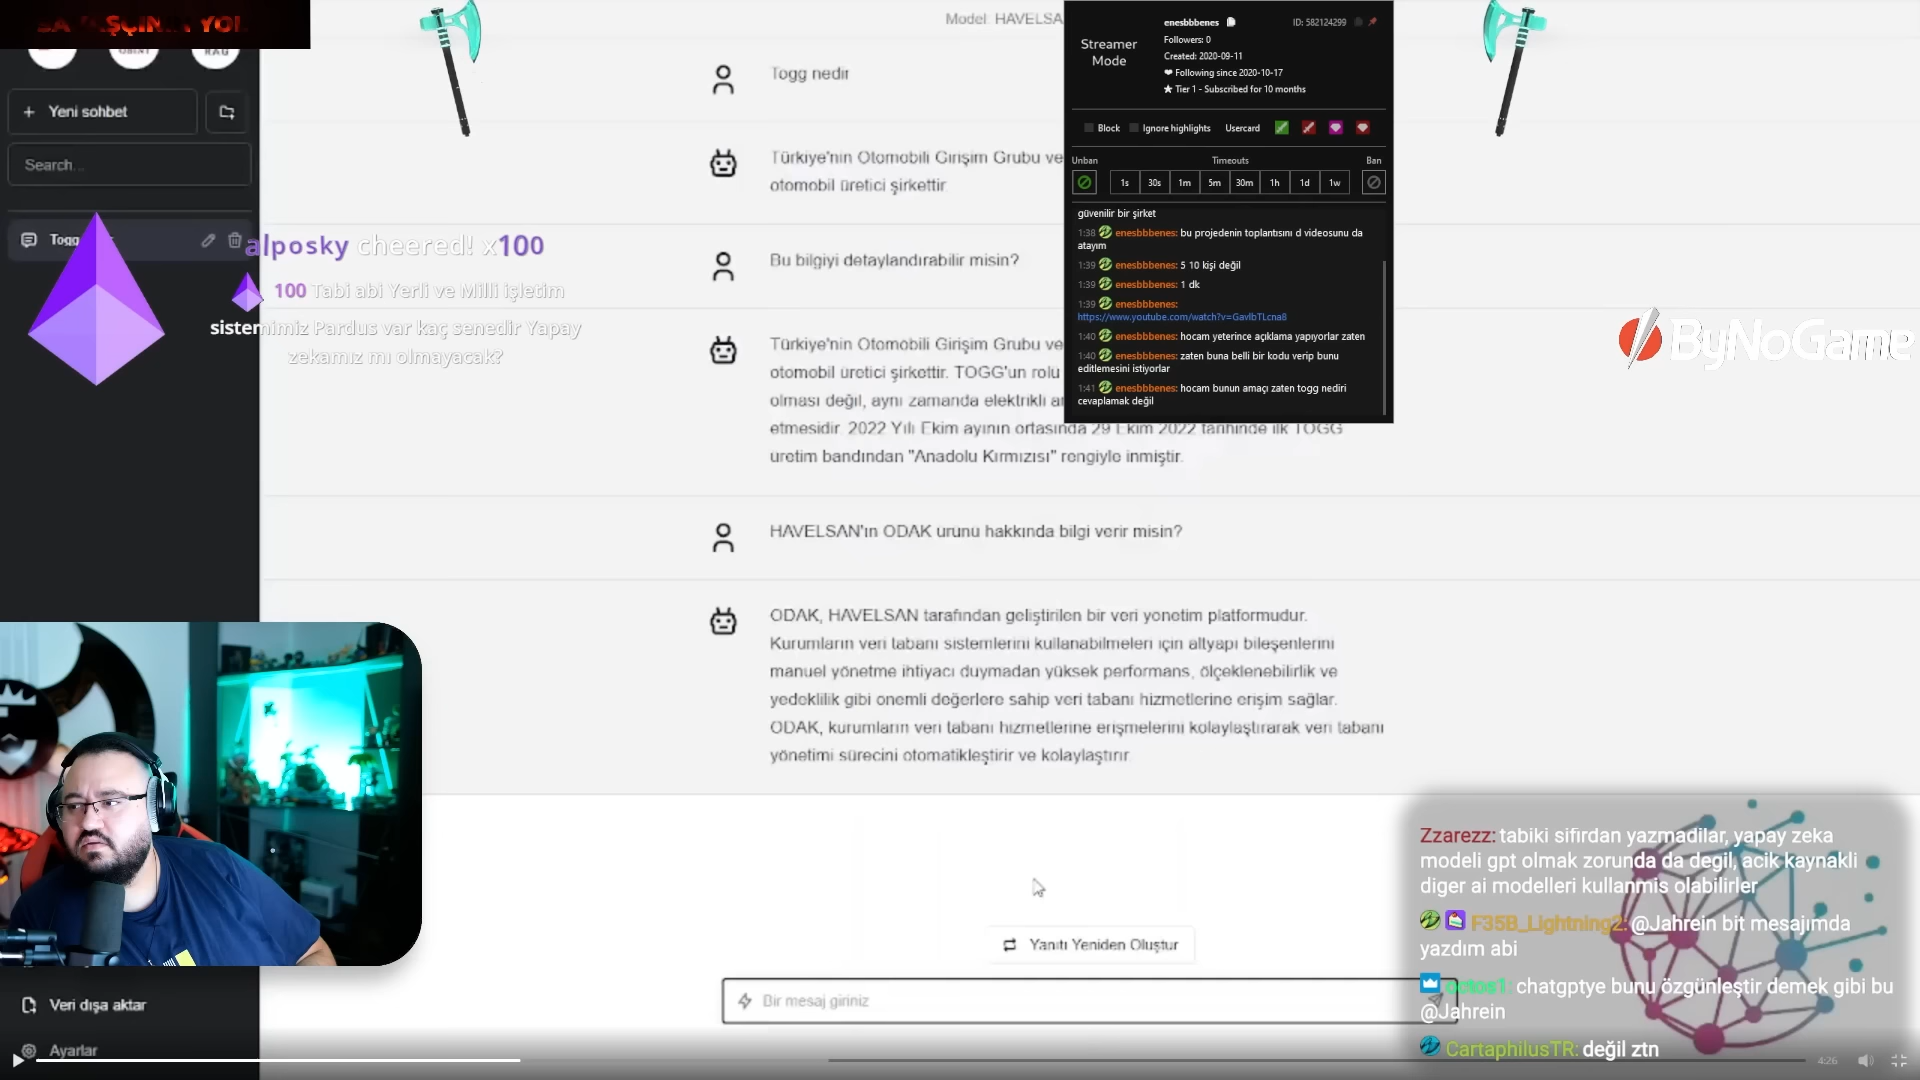 Model: HAVELSA
Yeni sohbet
Search...
Togg
Veri dışa aktar
Ayarlar
alposky cheered! x100
100 Tabi abi Yerli ve Milli işletim
sistemimiz Pardus var kaç senedir Yapay
zekamız mı olmayacak?
Togg nedir
Türkiye'nin Otomobili Girişim Grubu ve
otomobil üretici şirkettir
Bu bilgiyi detaylandırabilir misin?
Türkiye'nin Otomobili Girişim Grubu ve
otomobil üretici şirkettir. TOGG'un rolü
olması değil, aynı zamanda elektrikli ar
etmesidir. 2022 Yılı Ekim ayının ortasında 29 Ekim 2022 tarihinde ilk TOGG
üretim bandından "Anadolu Kırmızısı" rengiyle inmiştir.
HAVELSAN'ın ODAK ürünü hakkında bilgi verir misin?
ODAK, HAVELSAN tarafından geliştirilen bir veri yönetim platformudur.
Kurumların veri tabanı sistemlerini kullanabilmeleri için altyapı bileşenlerini
manuel yönetme ihtiyacı duymadan yüksek performans, ölçeklenebilirlik ve
yedeklilik gibi önemli değerlere sahip veri tabanı hizmetlerine erişim sağlar.
ODAK, kurumların veri tabanı hizmetlerine erişmelerini kolaylaştırarak veri tabanı
yönetimi sürecini otomatikleştirir ve kolaylaştırır.
Yanıtı Yeniden Oluştur
Bir mesaj giriniz
Streamer
Mode
enesbbbenes
ID: 582124299
Followers: 0
Created: 2020-09-11
Following since 2020-10-17
Tier 1 - Subscribed for 10 months
Block Ignore highlights Usercard
Unban Timeouts Ban
1s 30s 1m 5m 30m 1h 1d 1w
güvenilir bir şirket
1:38 enesbbbenes: bu projedenin toplantısını d videosunu da
atayım
1:39 enesbbbenes: 5 10 kişi değil
1:39 enesbbbenes: 1 dk
1:39 enesbbbenes:
https://www.youtube.com/watch?v=GavlbTLcna8
1:40 enesbbbenes: hocam yeterince açıklama yapıyorlar zaten
1:40 enesbbbenes: zaten buna belli bir kodu verip bunu
editlemesini istiyorlar
1:41 enesbbbenes: hocam bunun amaçı zaten togg nediri
cevaplamak değil
ByNoGame
Zzarezz: tabiki sifirdan yazmadilar, yapay zeka
modeli gpt olmak zorunda da degil, acik kaynakli
diger ai modelleri kullanmis olabilirler
F35B_Lightning2: @Jahrein bit mesajımda
yazdım abi
octos1: chatgptye bunu özgünleştir demek gibi bu
@Jahrein
CartaphilusTR: değil ztn
4:26